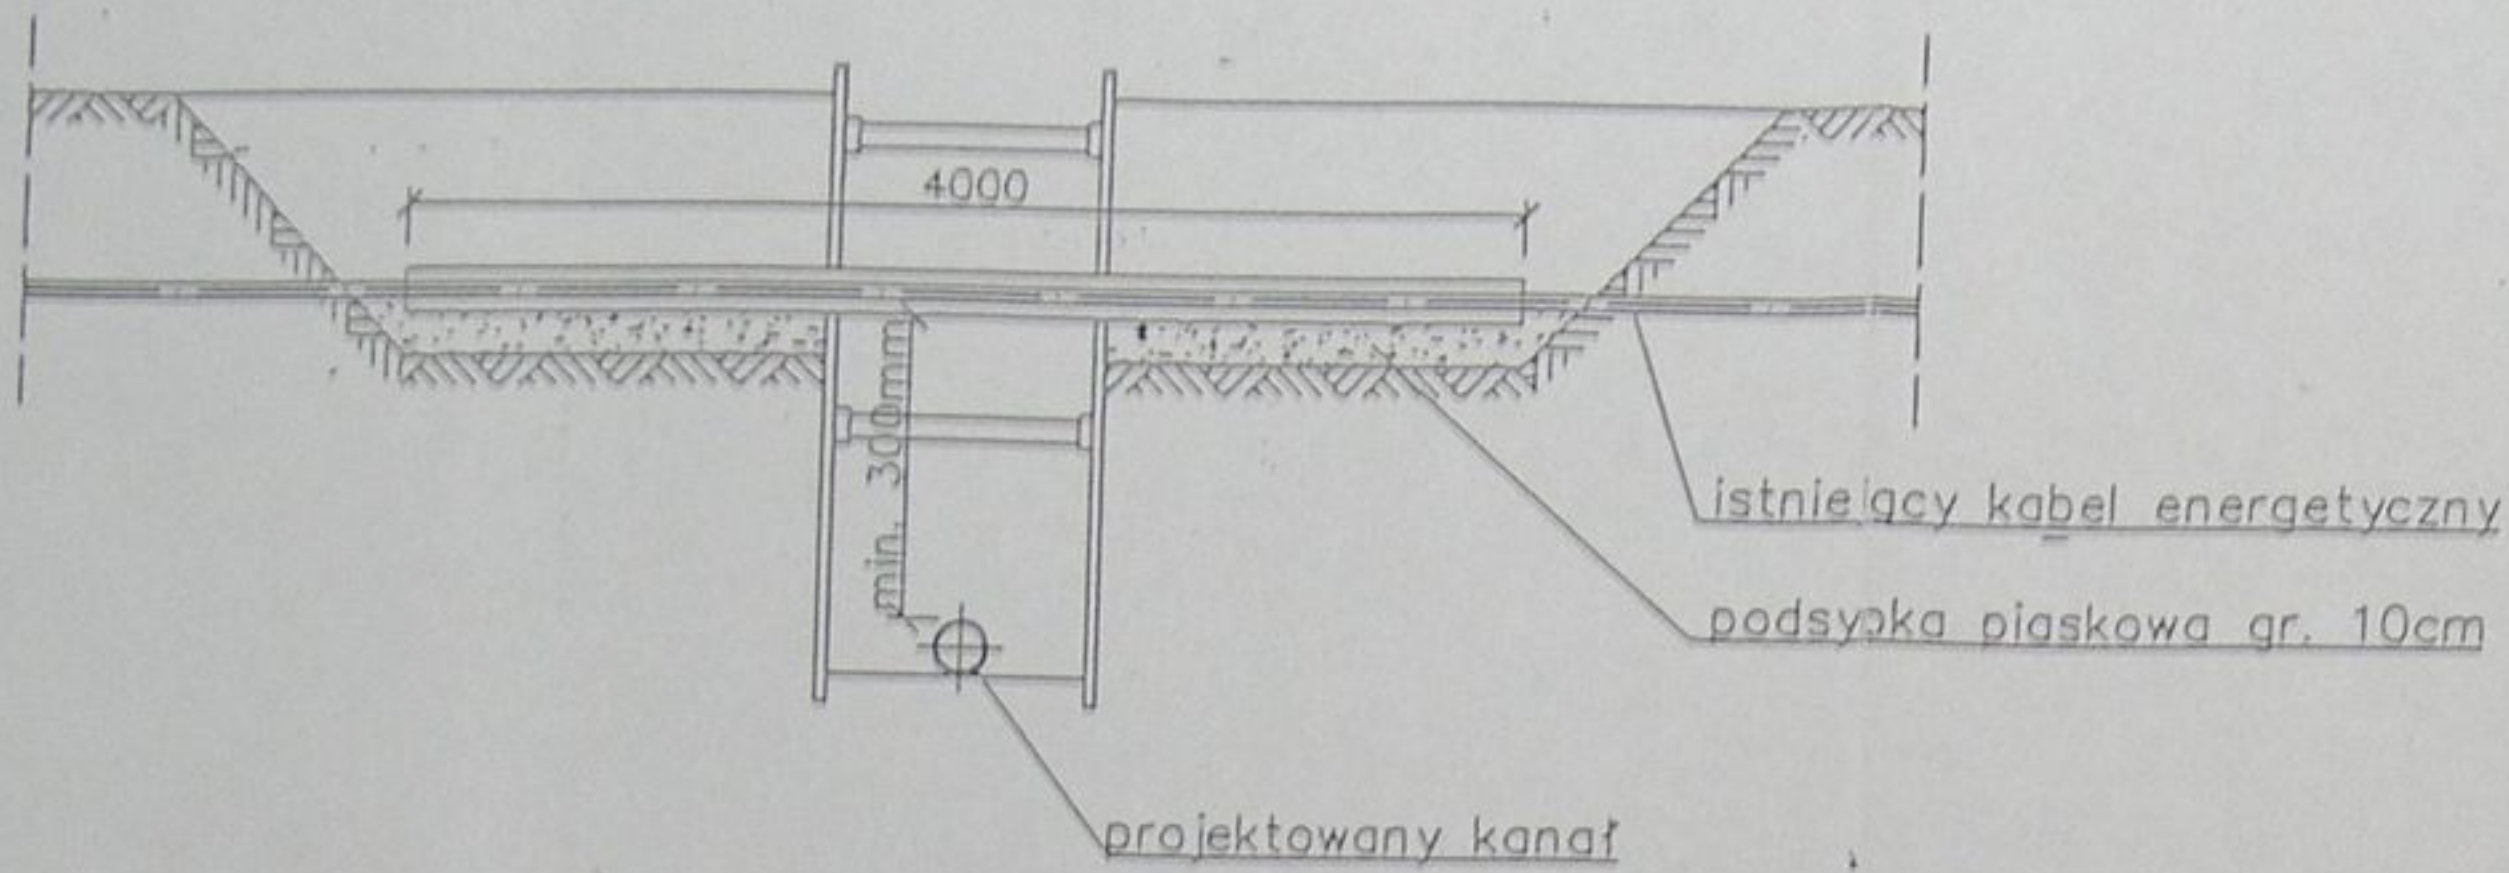 4000
min. 300mm
istniejący kabel energetyczny
podsypka piaskowa gr. 10cm
projektowany kanał